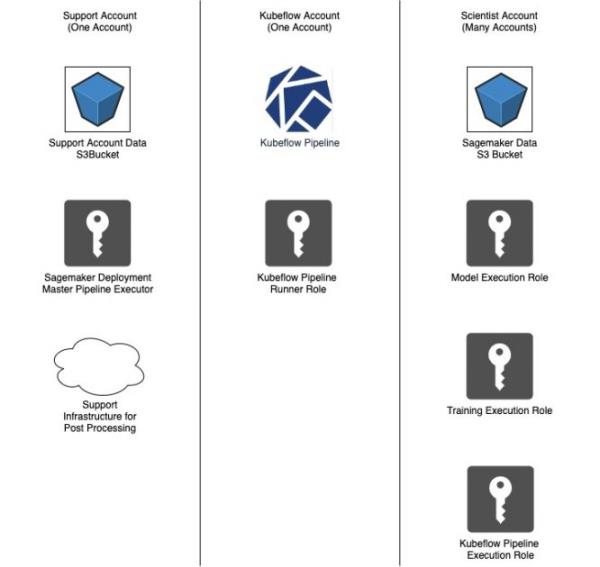 Support Account
(One Account)
Kubeflow Account
(One Account)
Scientist Account
(Many Accounts)
Support Account Data
S3Bucket
Kubeflow Pipeline
Sagemaker Data
S3 Bucket
Sagemaker Deployment
Master Pipeline Executor
Kubeflow Pipeline
Runner Role
Model Execution Role
Support
Infrastructure for
Post Processing
Training Execution Role
Kubeflow Pipeline
Execution Role